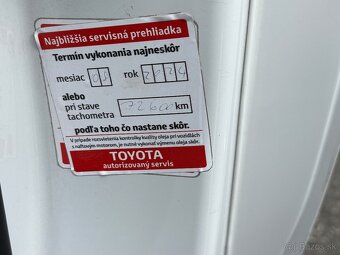 Najbližšia servisná prehliadka
Termín vykonania najneskôr
mesiac 05 rok 2024
alebo
pri stave
tachometra km
podľa toho čo nastane skôr.
V prípade rozsvietenia kontrolky kvality oleja pri vozidlách
s naftovým motorom, je nutné vykonať výmenu oleja skôr.
TOYOTA
autorizovaný servis
bazos.sk